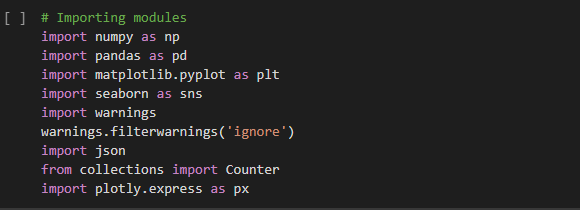 [ ] # Importing modules
import numpy as np
import pandas as pd
import matplotlib.pyplot as plt
import seaborn as sns
import warnings
warnings.filterwarnings('ignore')
import json
from collections import Counter
import plotly.express as px